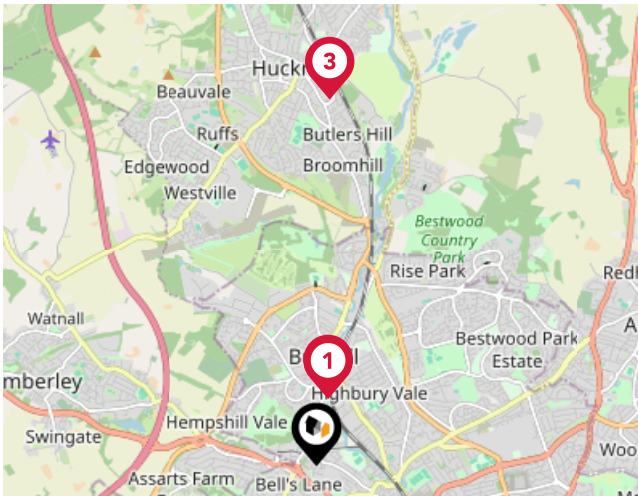 Huckn
3
Beauvale
Ruffs
Butlers Hill
Edgewood
Broomhill
Westville
Bestwood
Country
Park
Rise Park
Redh
Watnall
B
ll
1
Bestwood Park
Estate
A
mberley
Highbury Vale
Hempshill Vale
Swingate
Woo
Assarts Farm
Bell's Lane